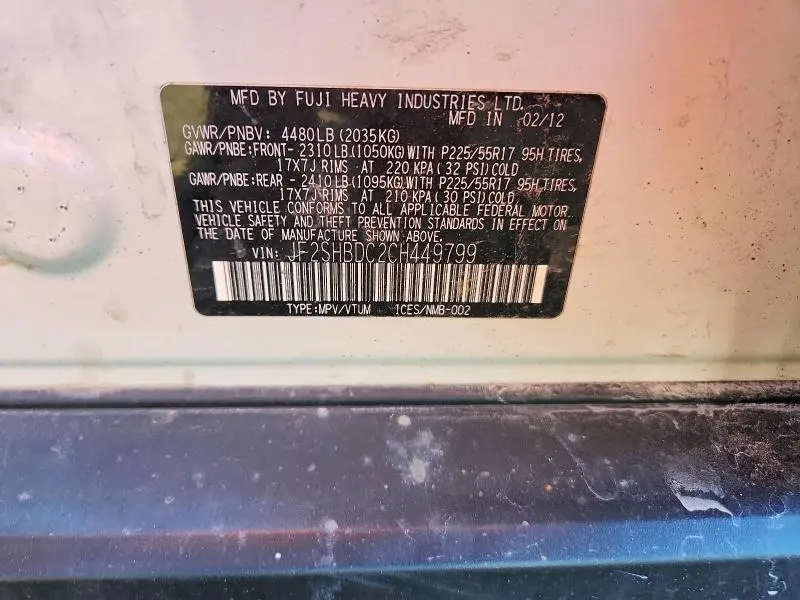 MFD BY FUJI HEAVY INDUSTRIES LTD.
MFD IN 02/12
GVWR/PNBV: 4480LB(2035KG)
GAWR/PNBE:FRONT- 2310LB(1050KG)WITH P225/55R17 95H TIRES,
17X7J RIMS AT 220 KPA(32 PSI)COLD
GAWR/PNBE:REAR - 2410LB(1095KG)WITH P225/55R17 95H TIRES,
17X7J RIMS AT 210 KPA(30 PSI)COLD
THIS VEHICLE CONFORMS TO ALL APPLICABLE FEDERAL MOTOR
VEHICLE SAFETY AND THEFT PREVENTION STANDARDS IN EFFECT ON
THE DATE OF MANUFACTURE SHOWN ABOVE.
VIN: JF2SHBDC2CH449799
TYPE:MPV/VTUM ICES/NMB-002